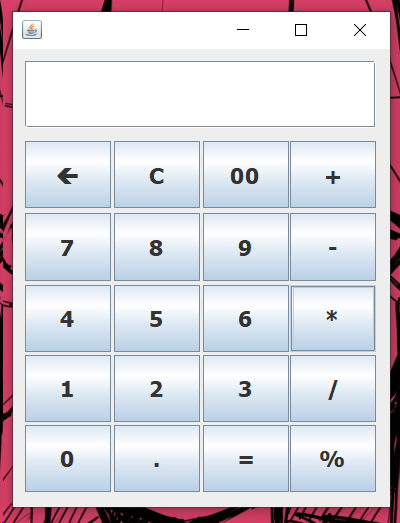 🡰 C 00 +
7 8 9 -
4 5 6 *
1 2 3 /
0 . = %